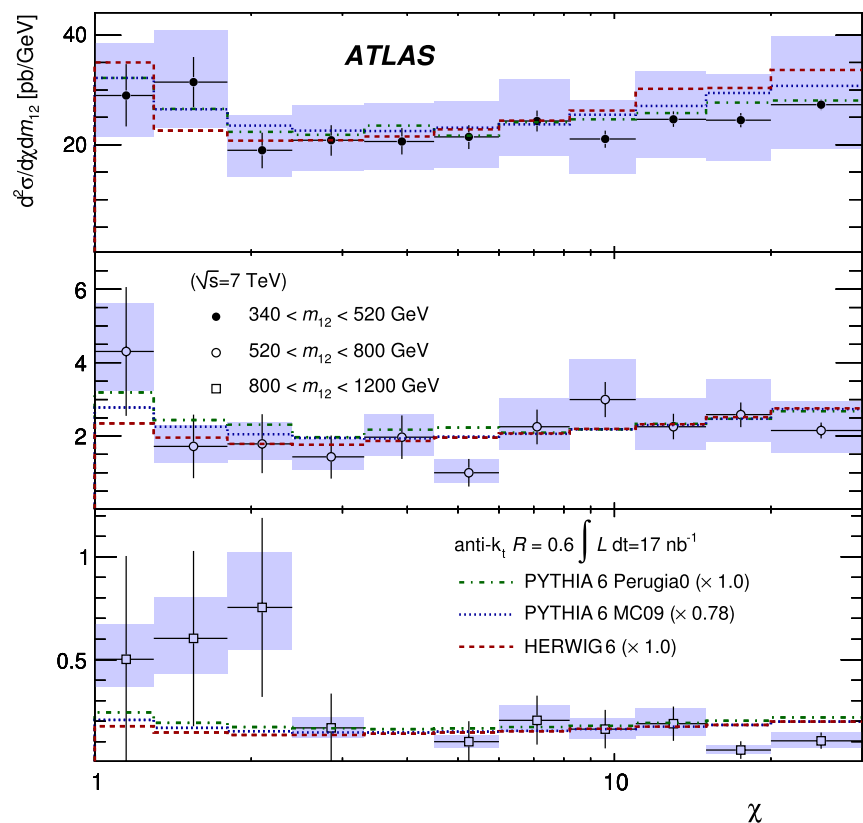 ATLAS
d²σ/dχdm₁₂ [pb/GeV]
40
20
(√s=7 TeV)
340 < m₁₂ < 520 GeV
520 < m₁₂ < 800 GeV
800 < m₁₂ < 1200 GeV
6
4
2
anti-kₜ R = 0.6 ∫ L dt=17 nb⁻¹
PYTHIA 6 Perugia0 (× 1.0)
PYTHIA 6 MC09 (× 0.78)
HERWIG 6 (× 1.0)
1
0.5
1
10
χ